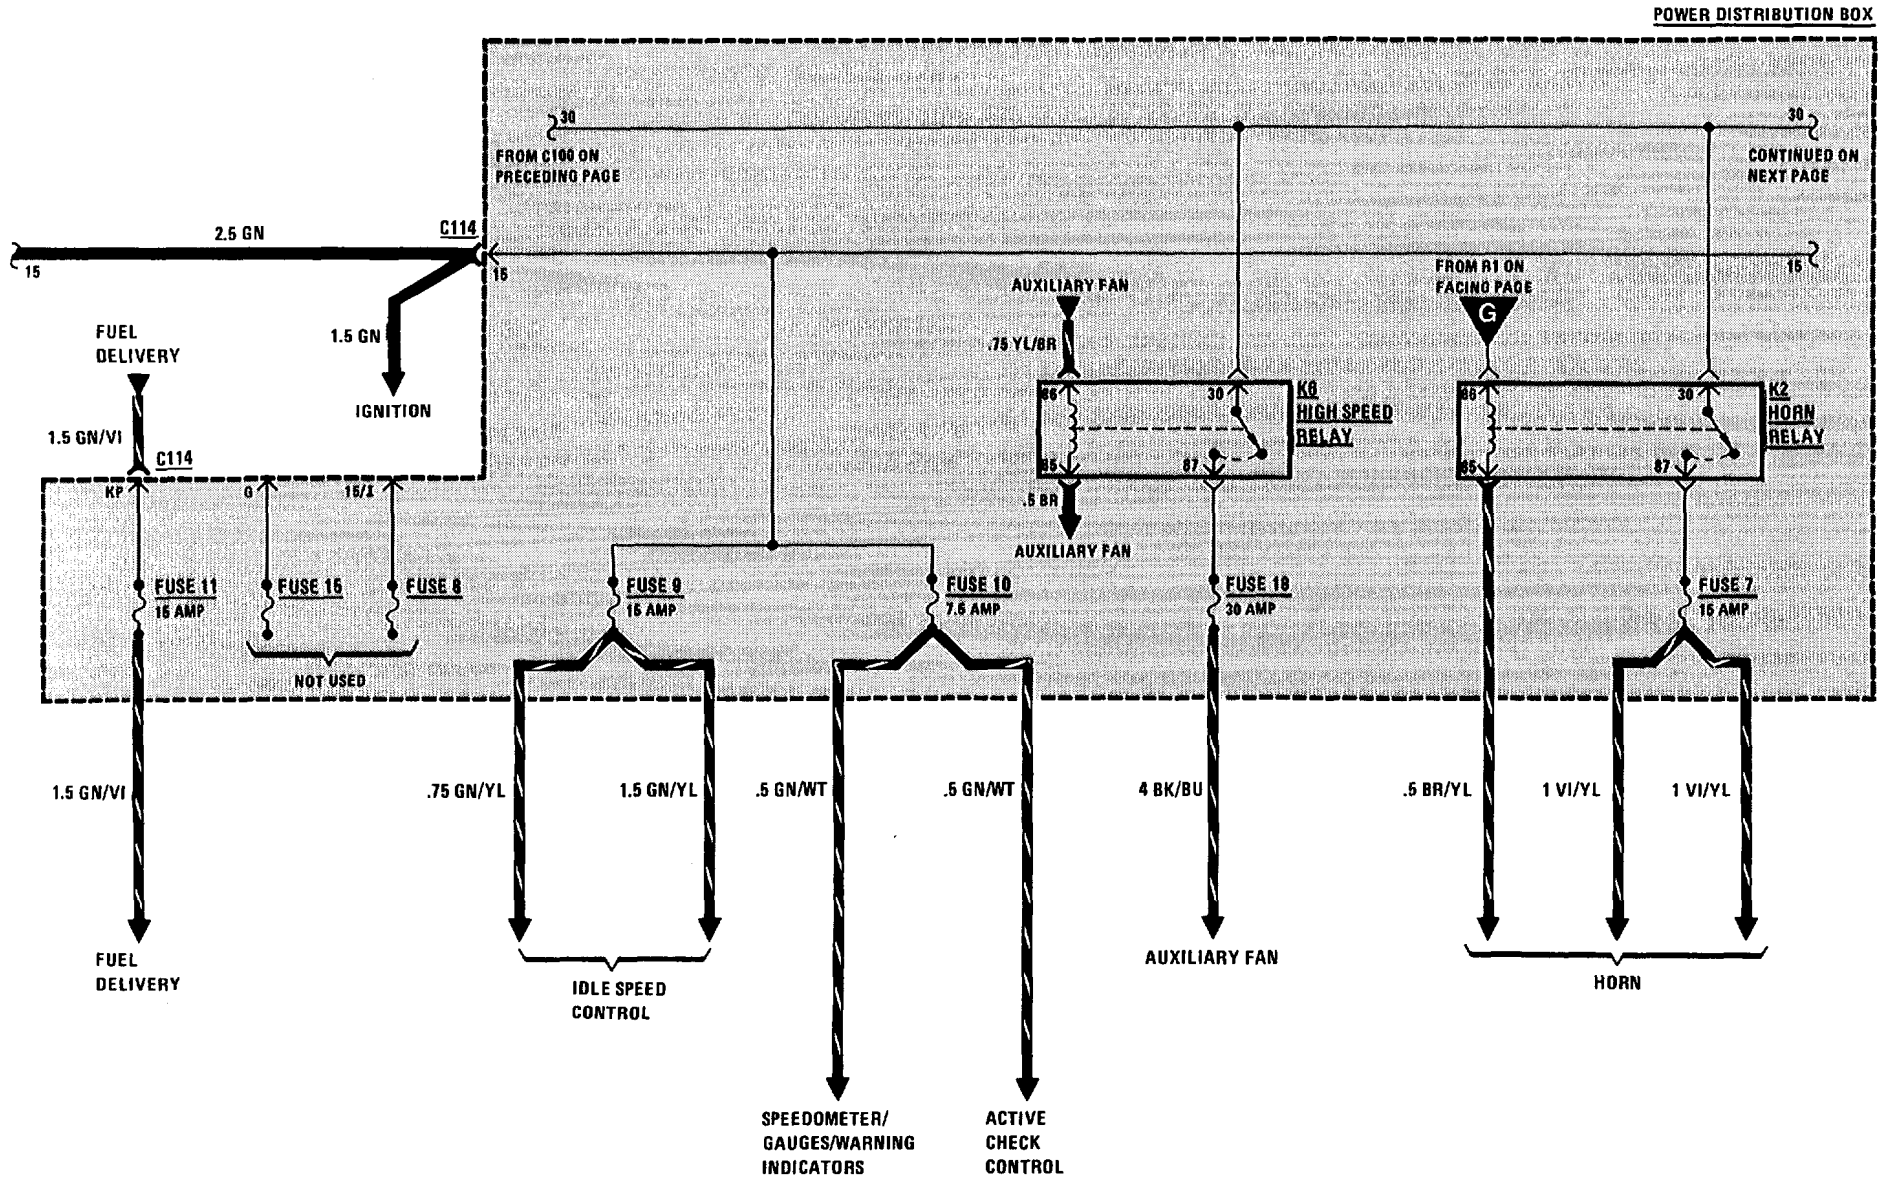 POWER DISTRIBUTION BOX
30
30
FROM C100 ON
PRECEDING PAGE
CONTINUED ON
NEXT PAGE
2.5 GN
C114
15
15
15
FROM R1 ON
FACING PAGE
G
AUXILIARY FAN
1.5 GN
.75 YL/BR
FUEL
DELIVERY
IGNITION
86
30
K6
HIGH SPEED
RELAY
85
87
86
30
K2
HORN
RELAY
85
87
1.5 GN/VI
C114
KP
G
15/I
.5 BR
AUXILIARY FAN
FUSE 11
15 AMP
FUSE 15
FUSE 8
FUSE 9
15 AMP
FUSE 10
7.5 AMP
FUSE 18
30 AMP
FUSE 7
15 AMP
NOT USED
1.5 GN/VI
.75 GN/YL
1.5 GN/YL
.5 GN/WT
.5 GN/WT
4 BK/BU
.5 BR/YL
1 VI/YL
1 VI/YL
FUEL
DELIVERY
IDLE SPEED
CONTROL
AUXILIARY FAN
HORN
SPEEDOMETER/
GAUGES/WARNING
INDICATORS
ACTIVE
CHECK
CONTROL